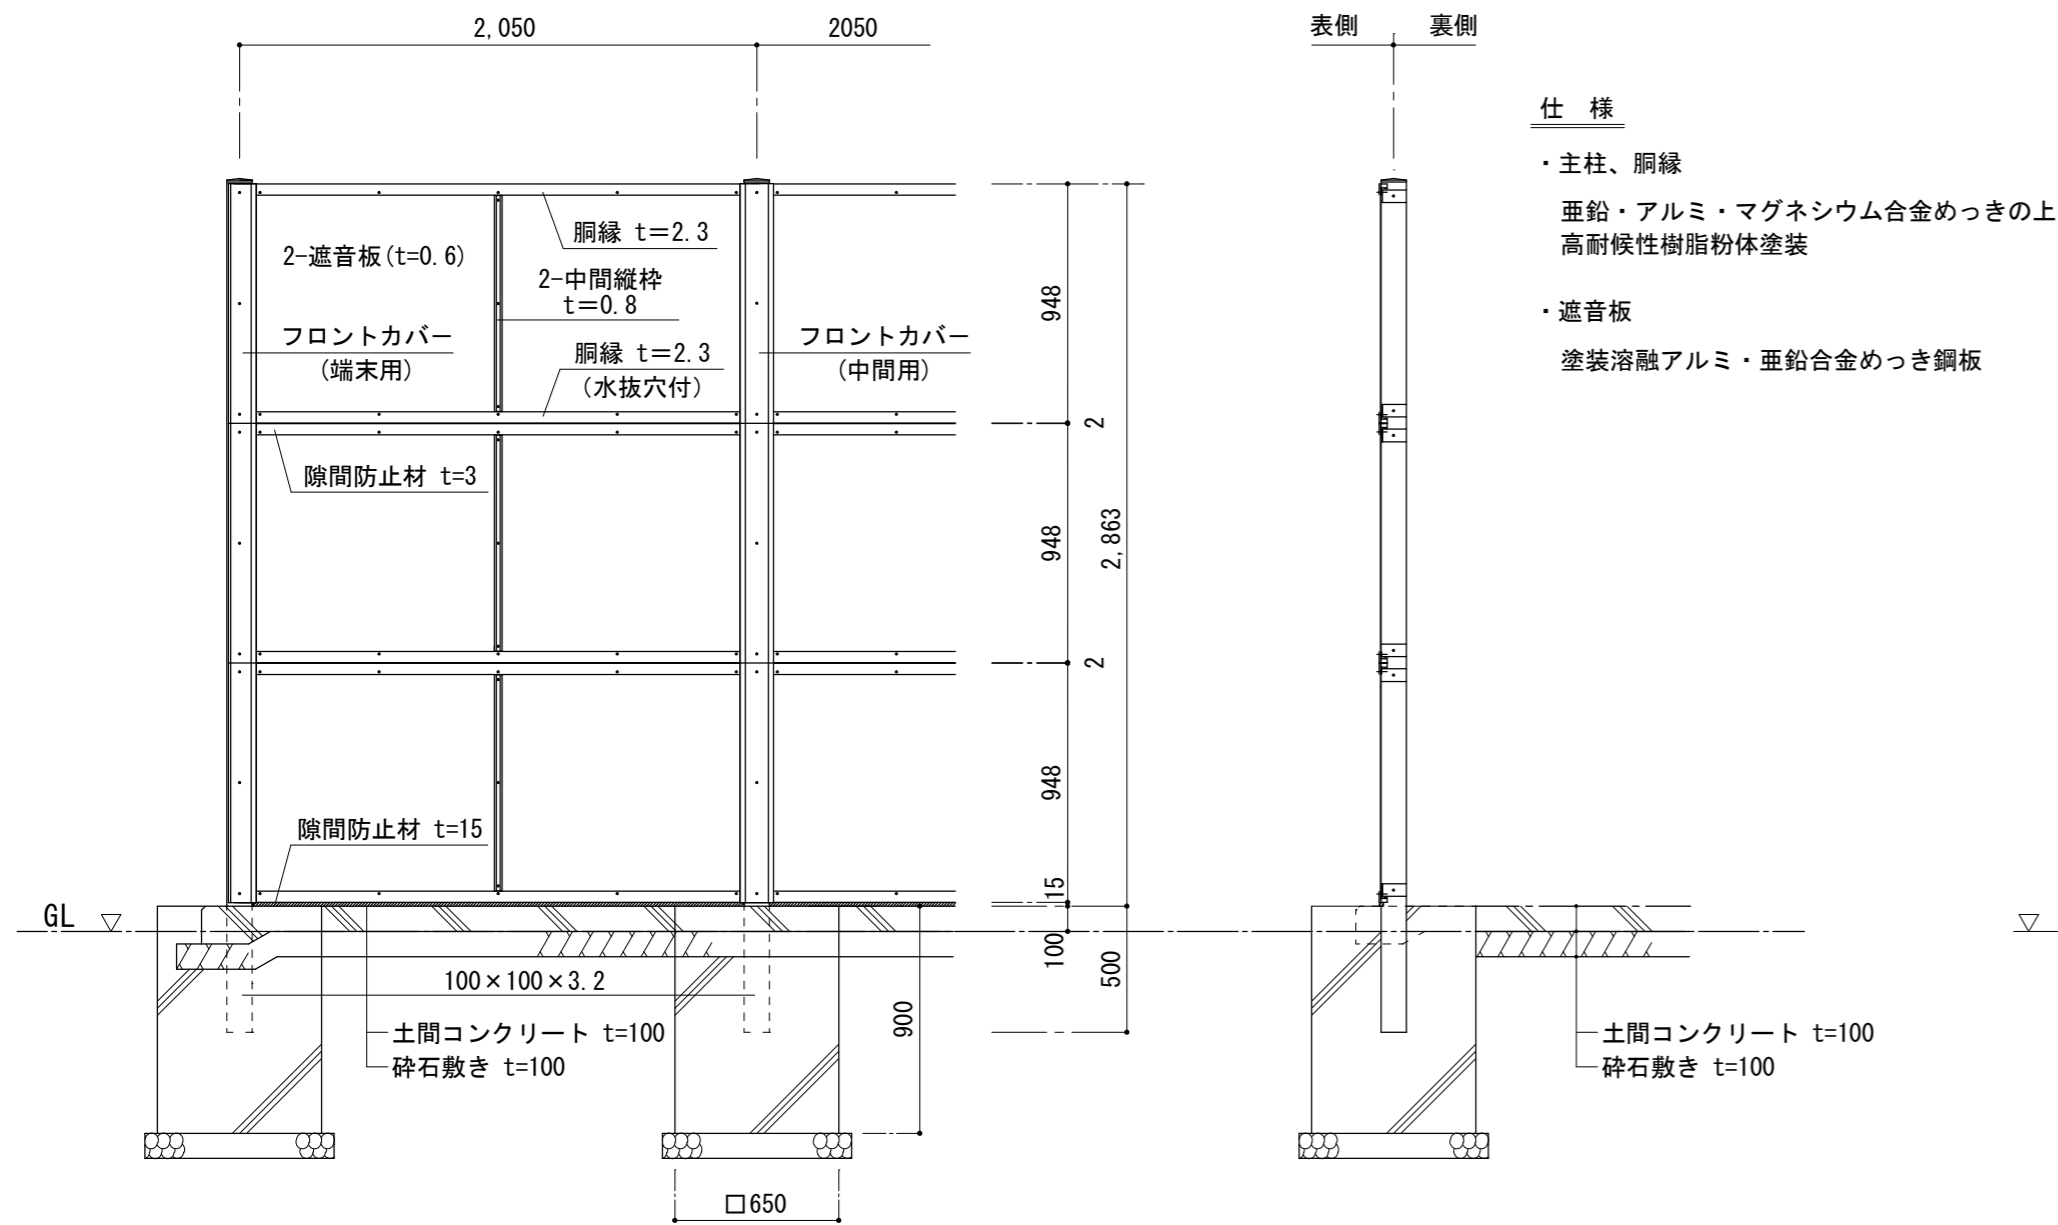 2,050
2050
表側
裏側
仕　様
・主柱、胴縁
亜鉛・アルミ・マグネシウム合金めっきの上
高耐候性樹脂粉体塗装
・遮音板
塗装溶融アルミ・亜鉛合金めっき鋼板
胴縁 t＝2.3
2-遮音板(t=0.6)
2-中間縦枠
t＝0.8
フロントカバー
(端末用)
胴縁 t＝2.3
(水抜穴付)
フロントカバー
(中間用)
948
2
隙間防止材 t=3
948
2,863
2
948
隙間防止材 t=15
15
GL
100
500
100×100×3.2
900
土間コンクリート t=100
砕石敷き t=100
土間コンクリート t=100
砕石敷き t=100
□650